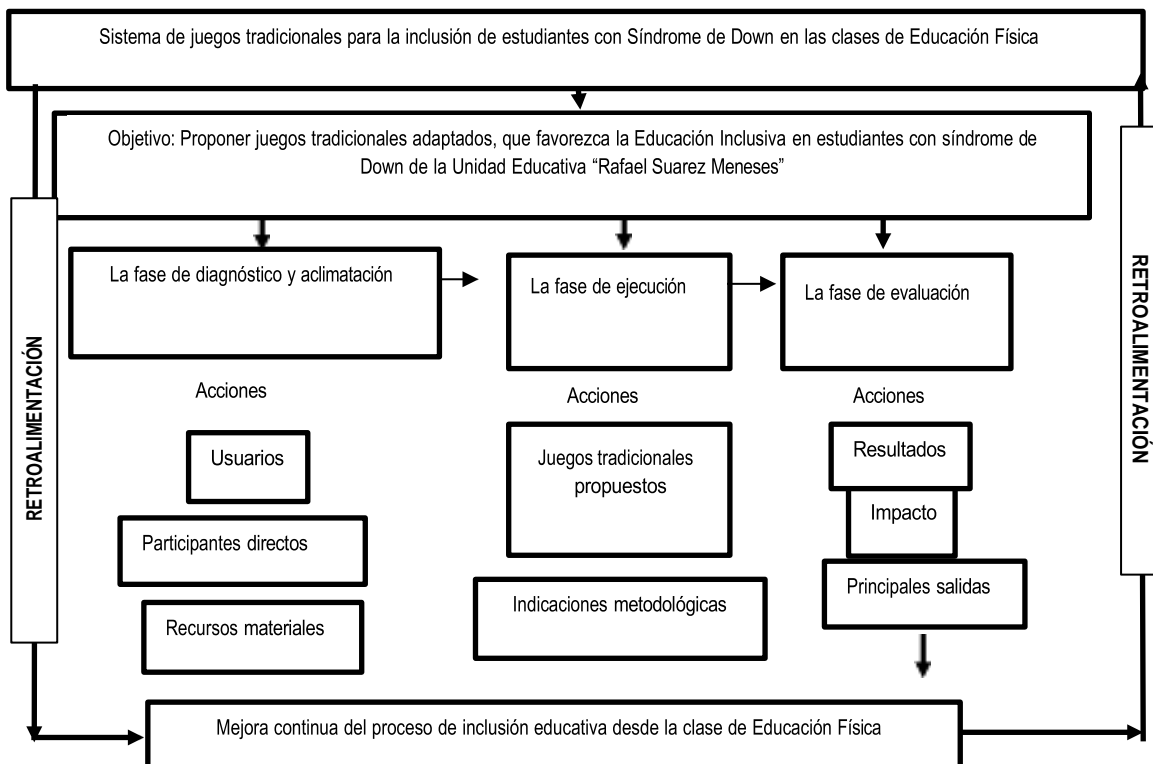 Sistema de juegos tradicionales para la inclusión de estudiantes con Síndrome de Down en las clases de Educación Física
Objetivo: Proponer juegos tradicionales adaptados, que favorezca la Educación Inclusiva en estudiantes con síndrome de
Down de la Unidad Educativa “Rafael Suarez Meneses”
RETROALIMENTACIÓN
La fase de diagnóstico y aclimatación
La fase de ejecución
La fase de evaluación
RETROALIMENTACIÓN
Acciones
Acciones
Acciones
Usuarios
Participantes directos
Recursos materiales
Juegos tradicionales
propuestos
Indicaciones metodológicas
Resultados
Impacto
Principales salidas
Mejora continua del proceso de inclusión educativa desde la clase de Educación Física